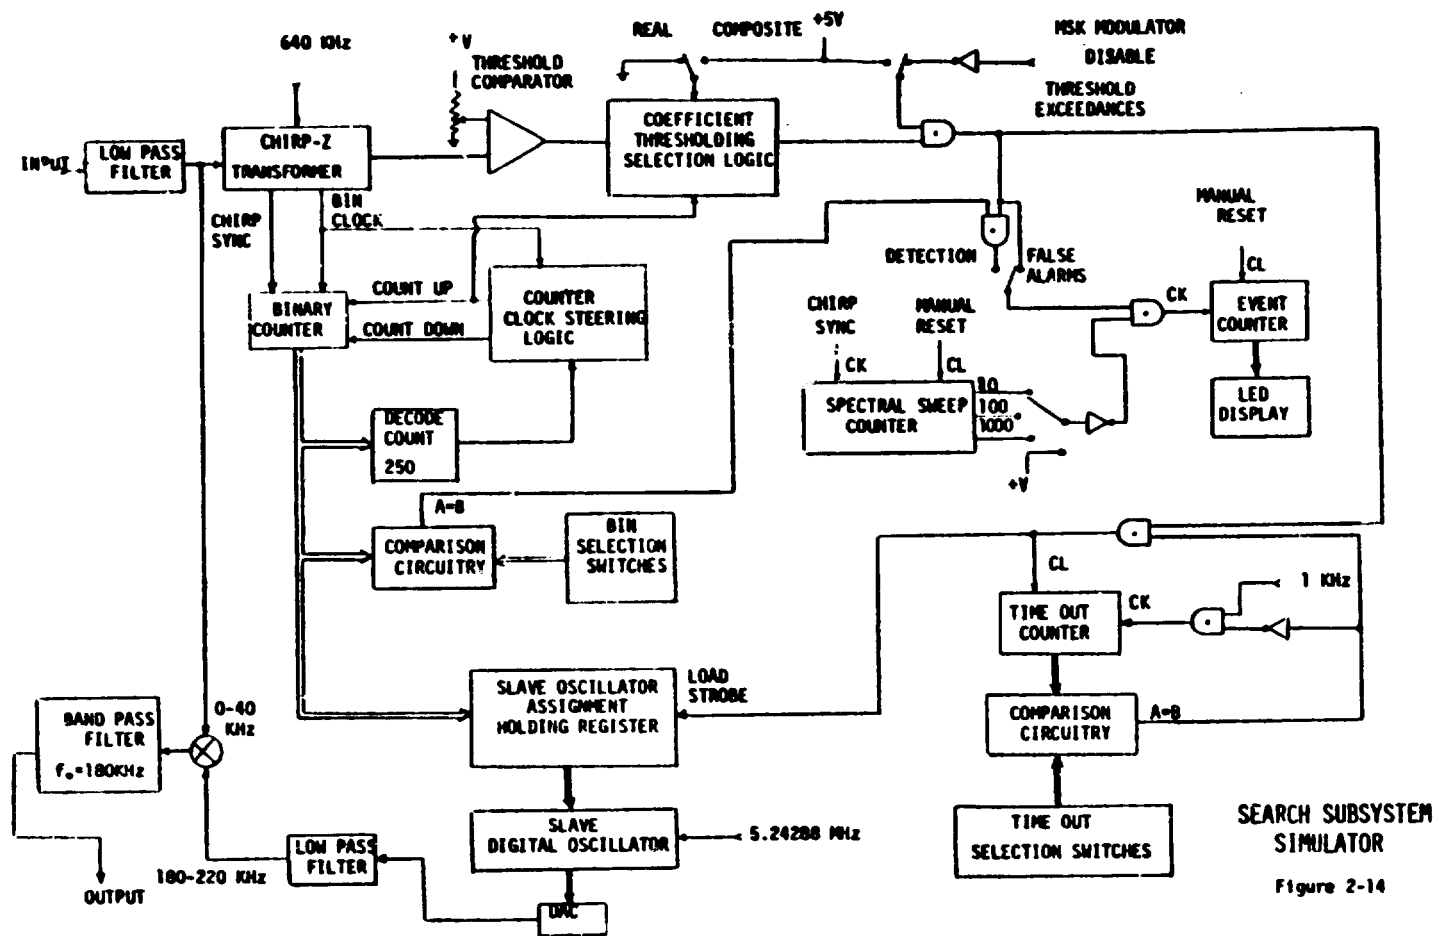 640 KHz
+V
THRESHOLD
COMPARATOR
REAL
COMPOSITE
+5V
MSK MODULATOR
DISABLE
THRESHOLD
EXCEEDANCES
INPUT
LOW PASS
FILTER
CHIRP-Z
TRANSFORMER
COEFFICIENT
THRESHOLDING
SELECTION LOGIC
CHIRP
SYNC
BIN
CLOCK
MANUAL
RESET
CL
DETECTION
FALSE
ALARMS
COUNT UP
COUNT DOWN
BINARY
COUNTER
COUNTER
CLOCK STEERING
LOGIC
CHIRP
SYNC
CK
MANUAL
RESET
CL
CK
EVENT
COUNTER
LED
DISPLAY
SPECTRAL SWEEP
COUNTER
10
100
1000
+V
DECODE
COUNT
250
A=B
COMPARISON
CIRCUITRY
BIN
SELECTION
SWITCHES
CL
TIME OUT
COUNTER
CK
1 KHz
SLAVE OSCILLATOR
ASSIGNMENT
HOLDING REGISTER
LOAD
STROBE
COMPARISON
CIRCUITRY
A=B
BAND PASS
FILTER
f₀=180KHz
0-40
KHz
SLAVE
DIGITAL OSCILLATOR
5.24288 MHz
TIME OUT
SELECTION SWITCHES
LOW PASS
FILTER
180-220 KHz
OUTPUT
DAC
SEARCH SUBSYSTEM
SIMULATOR
Figure 2-14